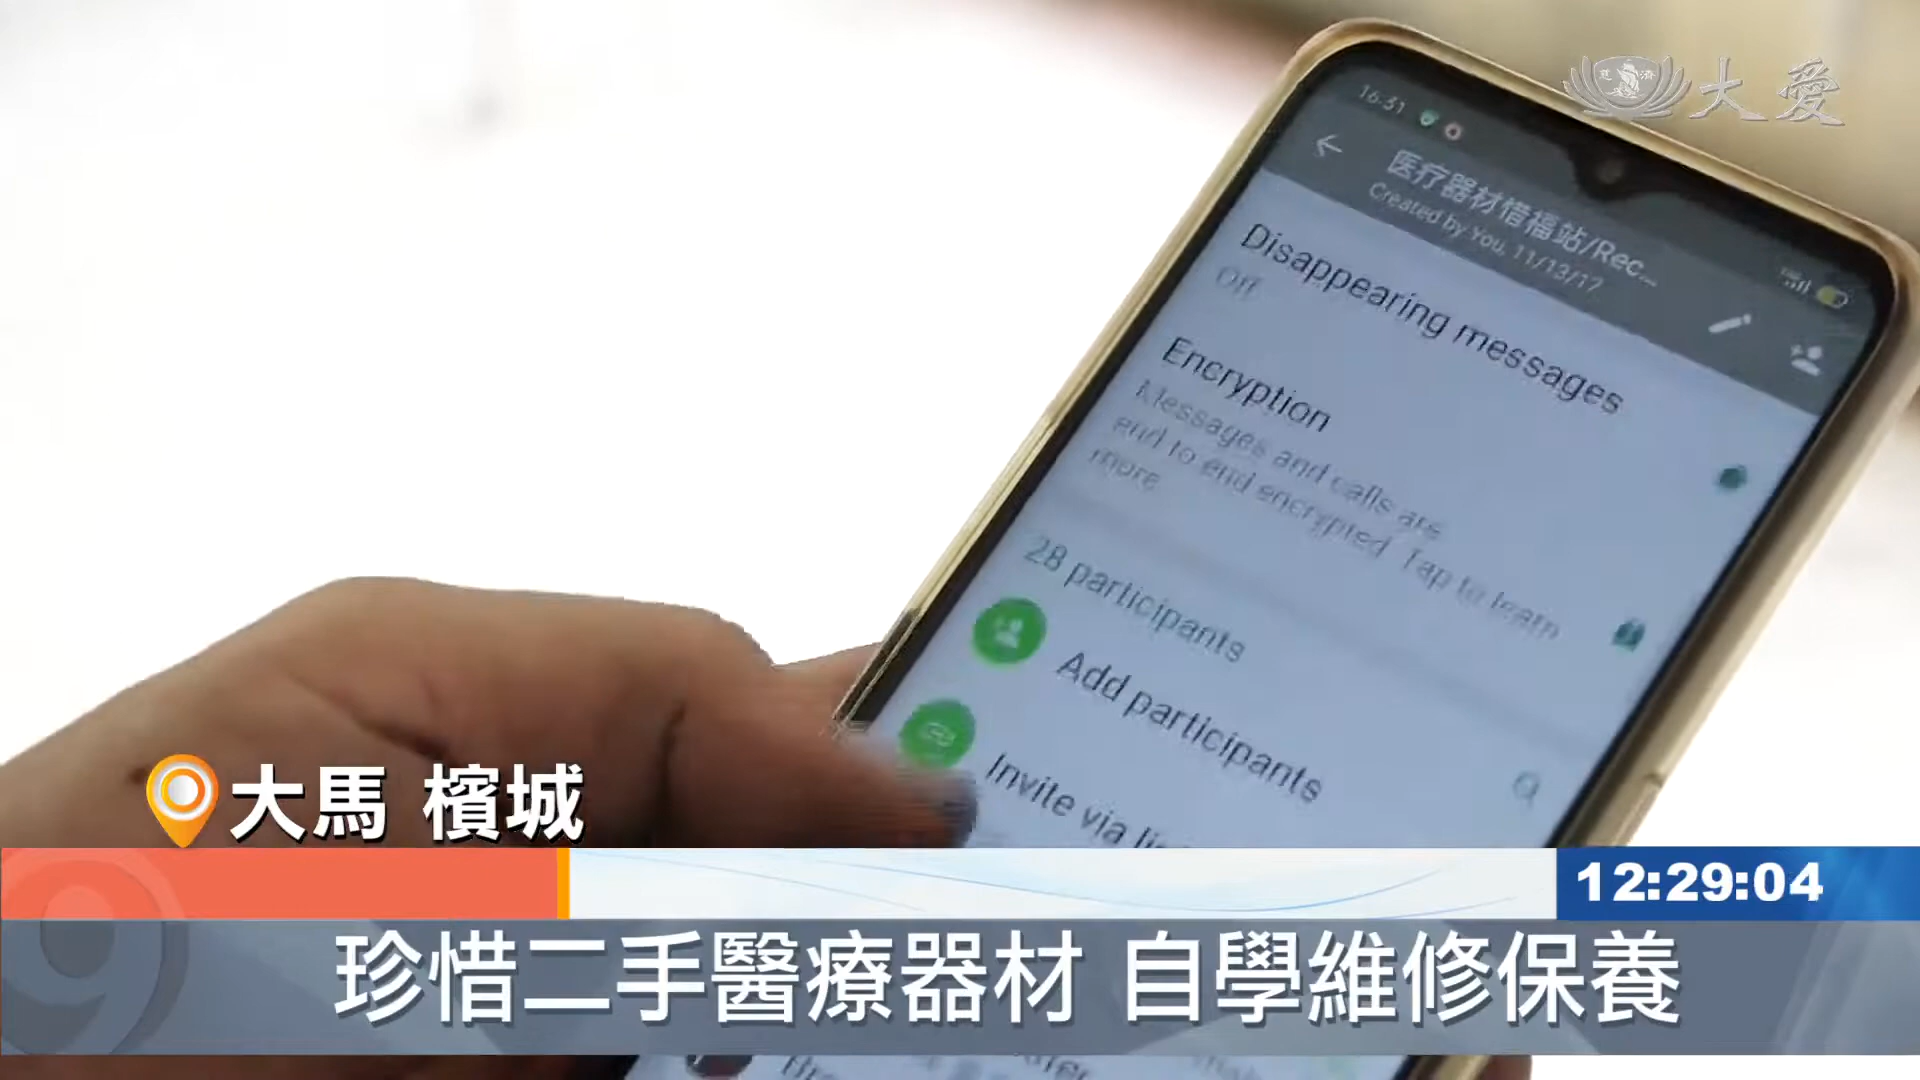 大愛
16:31
医疗器材惜福站/Rec...
Created by You, 11/13/17
Disappearing messages
Off
Encryption
Messages and calls are
end to end encrypted. Tap to learn
more.
28 participants
Add participants
Invite via
大馬 檳城
12:29:04
珍惜二手醫療器材 自學維修保養